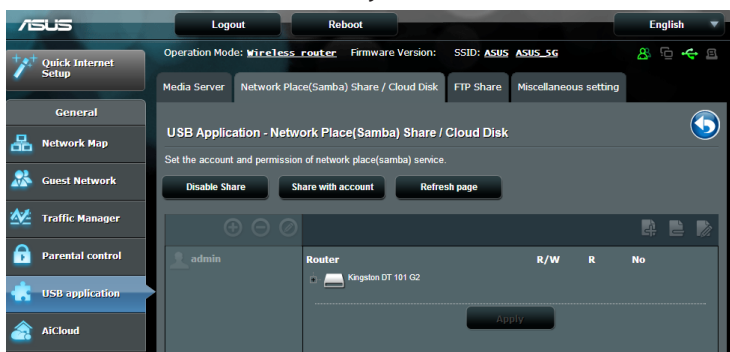 ASUS
Logout
Reboot
English
Quick Internet
Setup
Operation Mode: Wireless router Firmware Version: SSID: ASUS ASUS_5G
Media Server
Network Place(Samba) Share / Cloud Disk
FTP Share
Miscellaneous setting
General
Network Map
Guest Network
Traffic Manager
Parental control
USB application
AiCloud
USB Application - Network Place(Samba) Share / Cloud Disk
Set the account and permission of network place(samba) service.
Disable Share
Share with account
Refresh page
admin
Router R/W R No
Kingston DT 101 G2
Apply